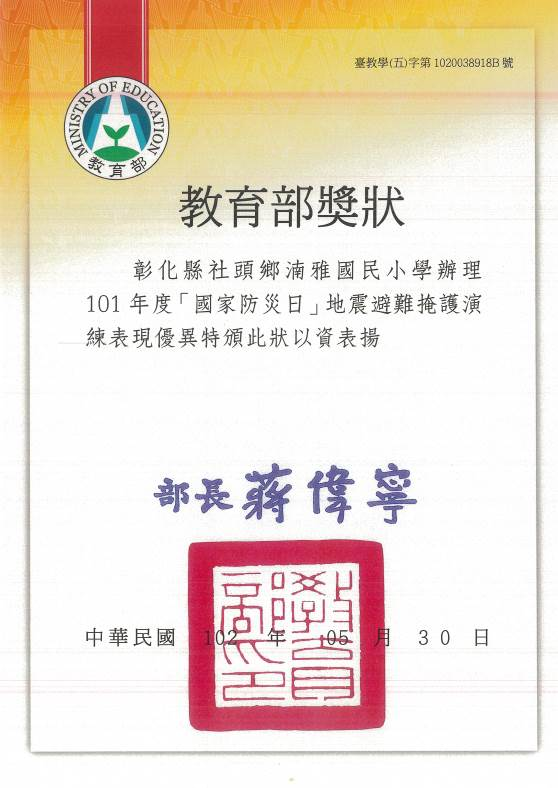 臺教學(五)字第1020038918B號
MINISTRY OF EDUCATION
教育部
教育部獎狀
彰化縣社頭鄉湳雅國民小學辦理
101年度「國家防災日」地震避難掩護演
練表現優異特頒此狀以資表揚
部長蔣偉寧
教育部印
中華民國 102 年 05 月 30 日